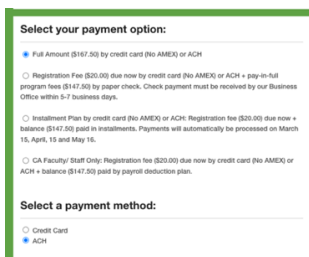 Select your payment option:
Full Amount ($167.50) by credit card (No AMEX) or ACH
Registration Fee ($20.00) due now by credit card (No AMEX) or ACH + pay-in-full
program fees ($147.50) by paper check. Check payment must be received by our Business
Office within 5-7 business days.
Installment Plan by credit card (No AMEX) or ACH: Registration fee ($20.00) due now +
balance ($147.50) paid in installments. Payments will automatically be processed on March
15, April, 15 and May 16.
CA Faculty/ Staff Only: Registration fee ($20.00) due now by credit card (No AMEX) or
ACH + balance ($147.50) paid by payroll deduction plan.
Select a payment method:
Credit Card
ACH